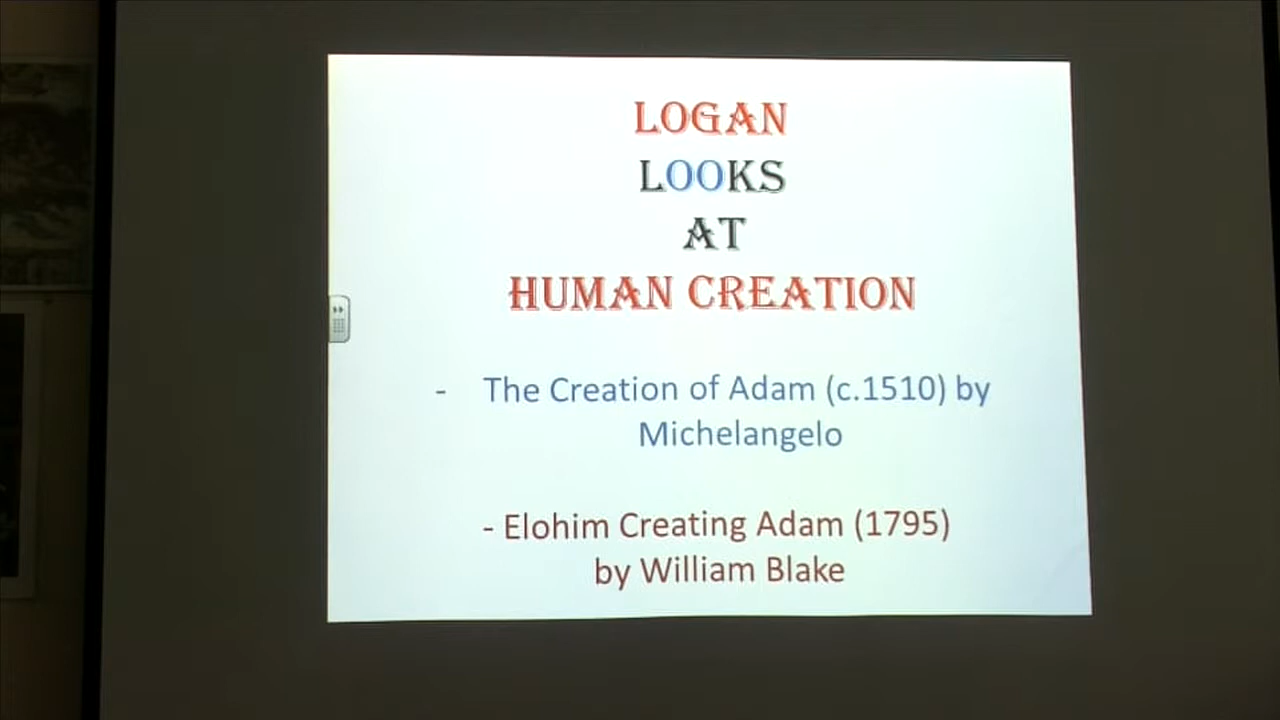 LOGAN
LOOKS
AT
HUMAN CREATION
- The Creation of Adam (c.1510) by
Michelangelo
- Elohim Creating Adam (1795)
by William Blake